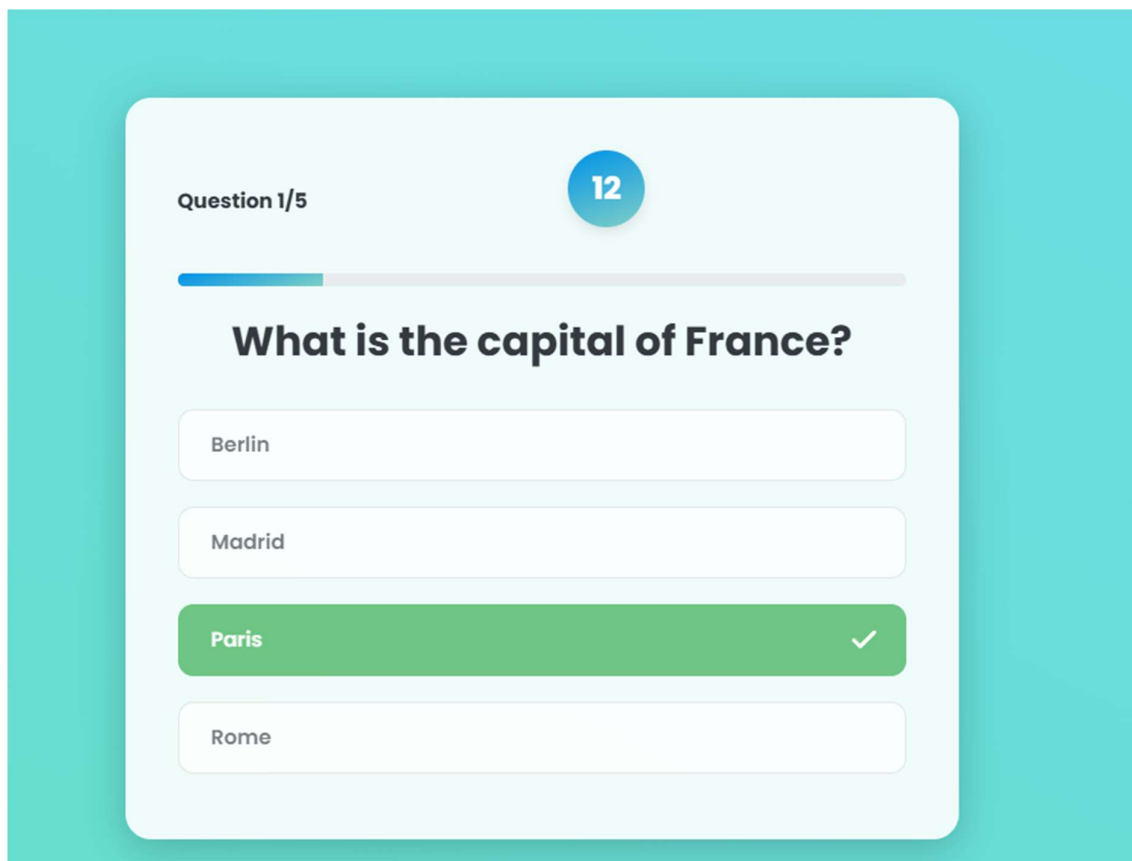 Question 1/5
12
What is the capital of France?
Berlin
Madrid
Paris
Rome